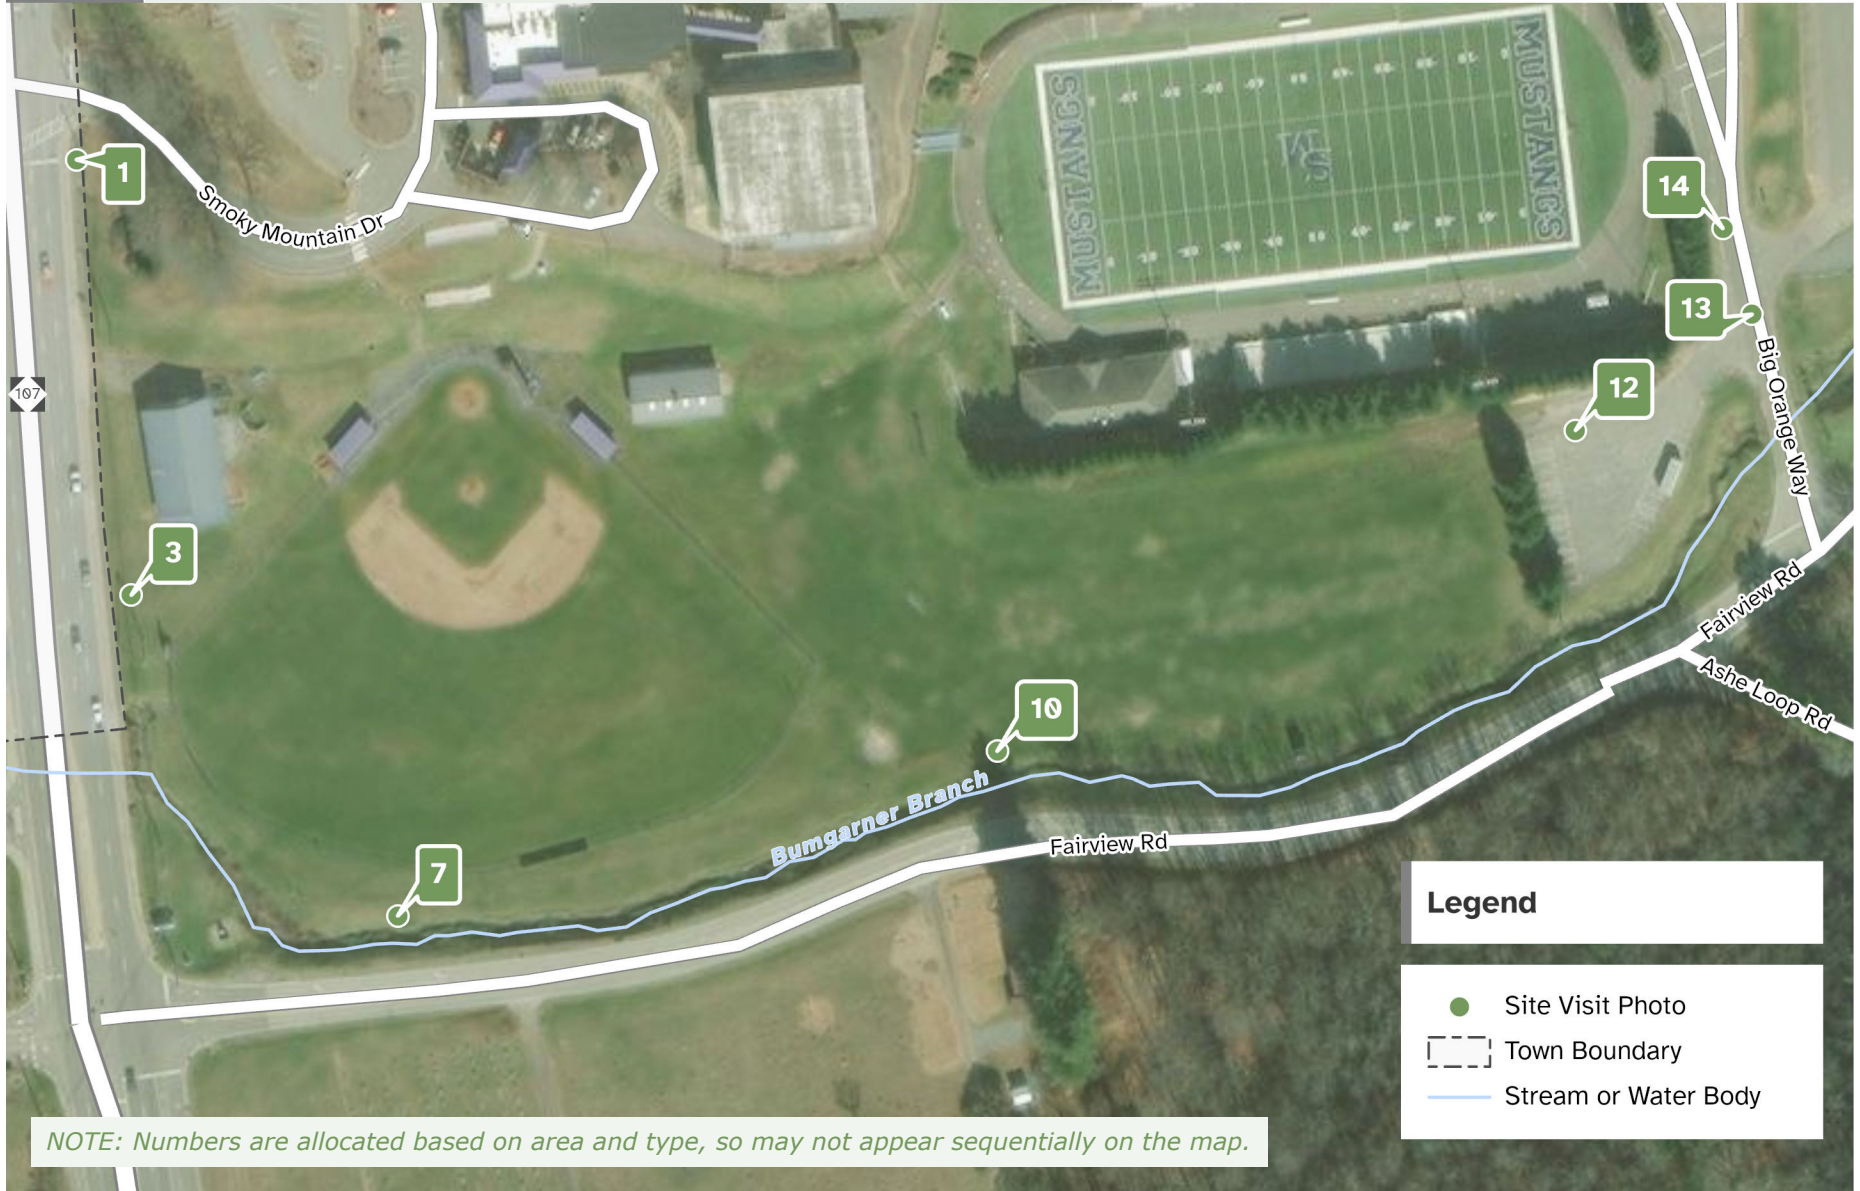 MUSTANGS
MUSTANGS
14
1
Smoky Mountain Dr
13
Big Orange Way
107
12
3
Fairview Rd
Ashe Loop Rd
10
Bumgarner Branch
Fairview Rd
7
Legend
Site Visit Photo
Town Boundary
Stream or Water Body
NOTE: Numbers are allocated based on area and type, so may not appear sequentially on the map.